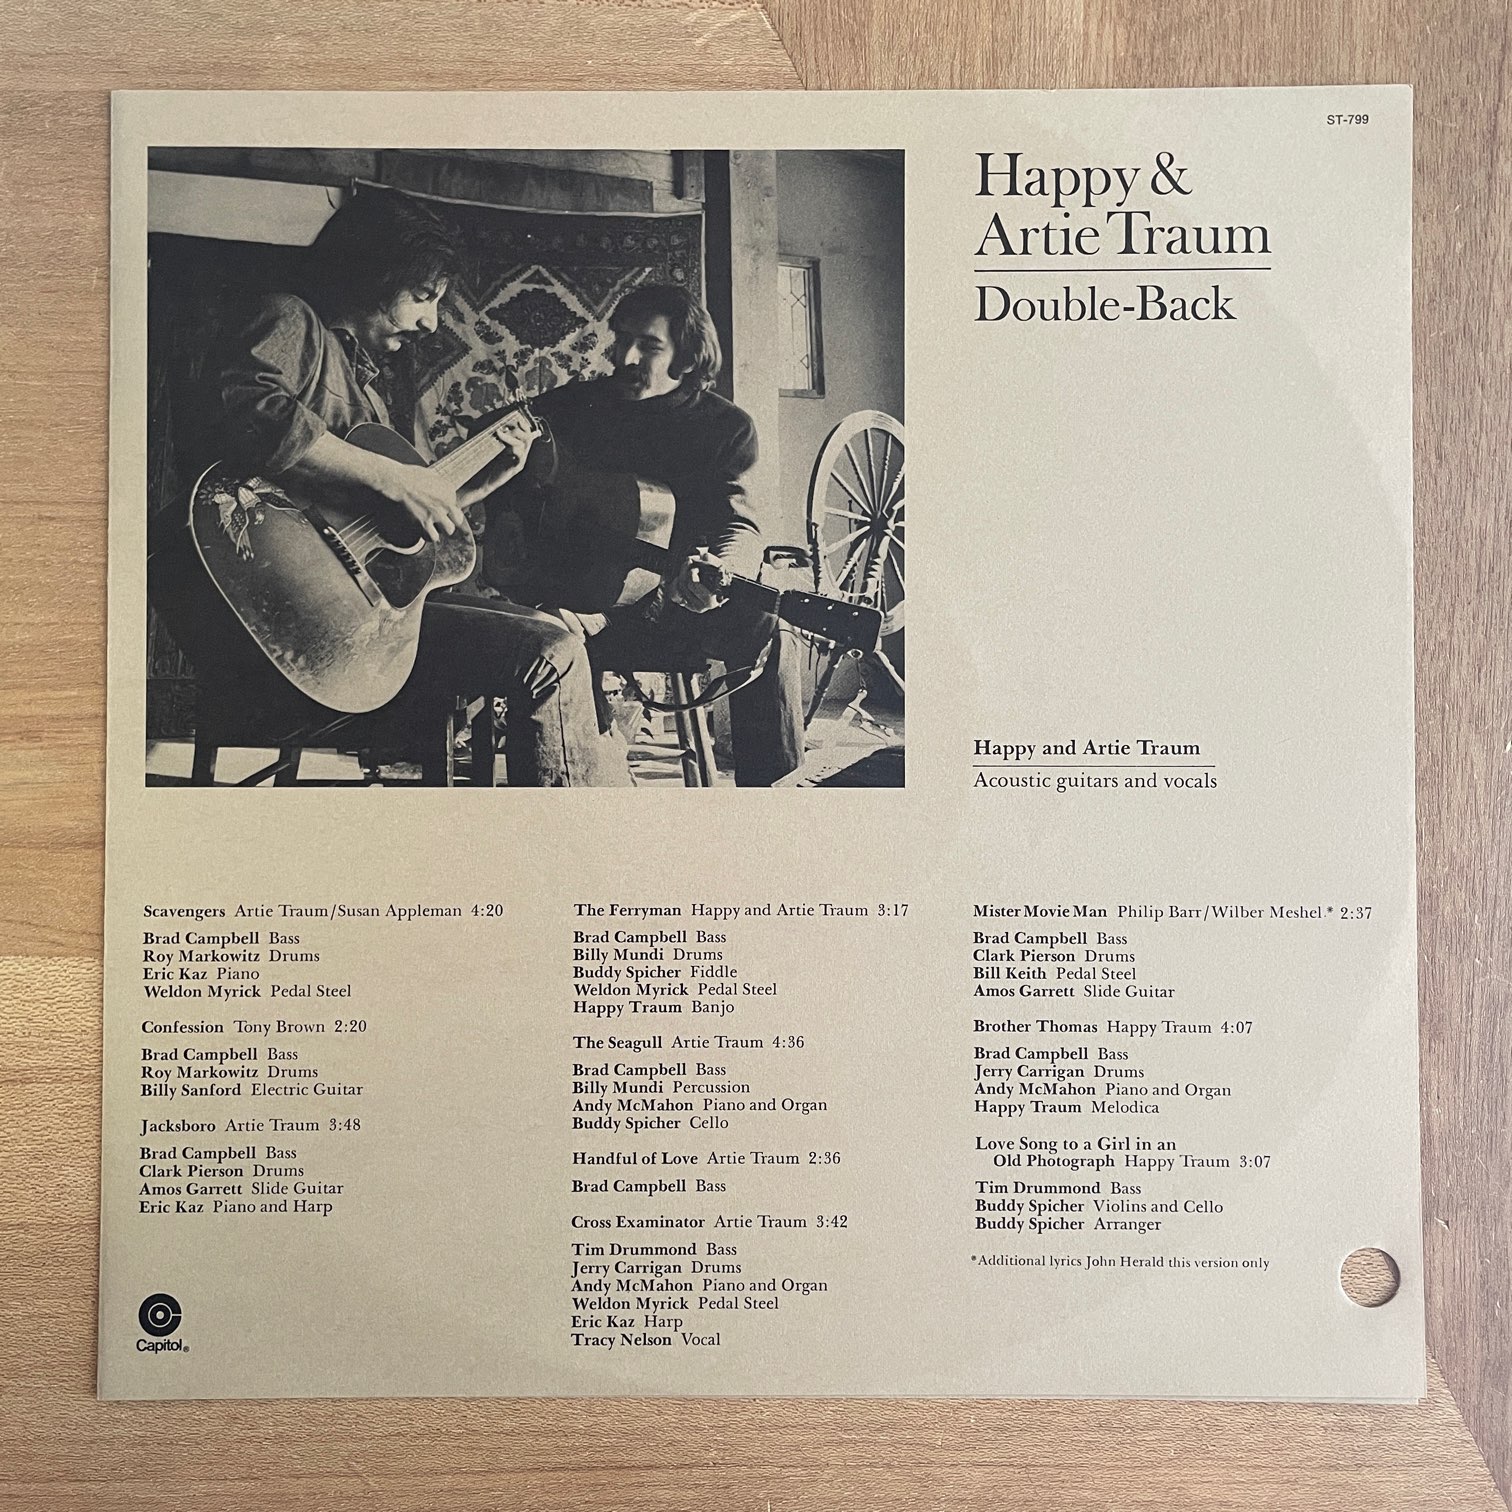 ST-799
Happy &
Artie Traum
Double-Back
Happy and Artie Traum
Acoustic guitars and vocals
Scavengers Artie Traum/Susan Appleman 4:20
Brad Campbell Bass
Roy Markowitz Drums
Eric Kaz Piano
Weldon Myrick Pedal Steel
Confession Tony Brown 2:20
Brad Campbell Bass
Roy Markowitz Drums
Billy Sanford Electric Guitar
Jacksboro Artie Traum 3:48
Brad Campbell Bass
Clark Pierson Drums
Amos Garrett Slide Guitar
Eric Kaz Piano and Harp
Capitol®
The Ferryman Happy and Artie Traum 3:17
Brad Campbell Bass
Billy Mundi Drums
Buddy Spicher Fiddle
Weldon Myrick Pedal Steel
Happy Traum Banjo
The Seagull Artie Traum 4:36
Brad Campbell Bass
Billy Mundi Percussion
Andy McMahon Piano and Organ
Buddy Spicher Cello
Handful of Love Artie Traum 2:36
Brad Campbell Bass
Cross Examinator Artie Traum 3:42
Tim Drummond Bass
Jerry Carrigan Drums
Andy McMahon Piano and Organ
Weldon Myrick Pedal Steel
Eric Kaz Harp
Tracy Nelson Vocal
Mister Movie Man Philip Barr/Wilber Meshel.* 2:37
Brad Campbell Bass
Clark Pierson Drums
Bill Keith Pedal Steel
Amos Garrett Slide Guitar
Brother Thomas Happy Traum 4:07
Brad Campbell Bass
Jerry Carrigan Drums
Andy McMahon Piano and Organ
Happy Traum Melodica
Love Song to a Girl in an
Old Photograph Happy Traum 3:07
Tim Drummond Bass
Buddy Spicher Violins and Cello
Buddy Spicher Arranger
*Additional lyrics John Herald this version only